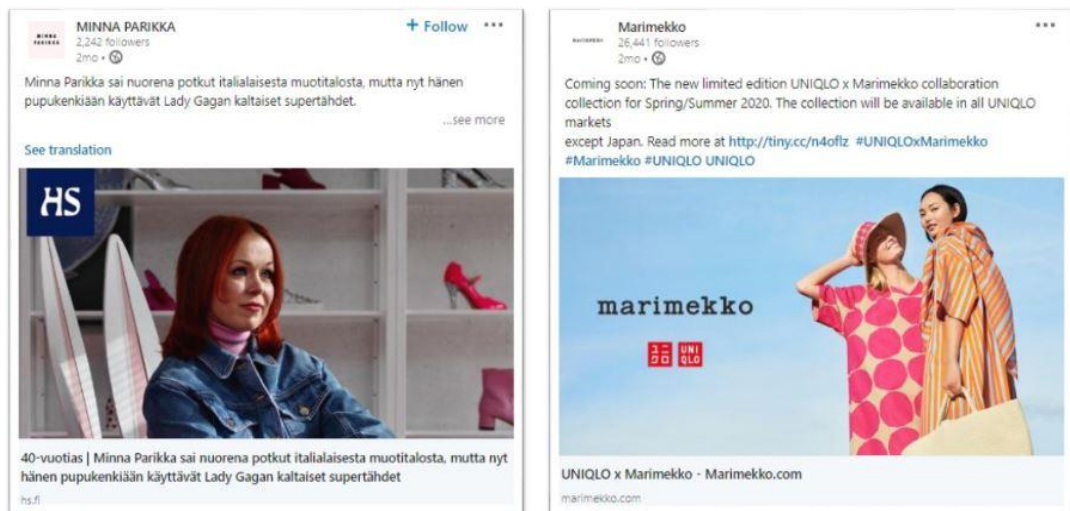 MINNA PARIKKA
+ Follow
2,242 followers
2mo
Minna Parikka sai nuorena potkut italialaisesta muotitalosta, mutta nyt hänen
pupukenkiään käyttävät Lady Gagan kaltaiset supertähdet.
...see more
See translation
HS
40-vuotias | Minna Parikka sai nuorena potkut italialaisesta muotitalosta, mutta nyt
hänen pupukenkiään käyttävät Lady Gagan kaltaiset supertähdet
hs.fi
Marimekko
26,441 followers
2mo
Coming soon: The new limited edition UNIQLO x Marimekko collaboration
collection for Spring/Summer 2020. The collection will be available in all UNIQLO
markets
except Japan. Read more at http://tiny.cc/n4oflz #UNIQLOxMarimekko
#Marimekko #UNIQLO UNIQLO
marimekko
ユニ UNI
クロ QLO
UNIQLO x Marimekko - Marimekko.com
marimekko.com